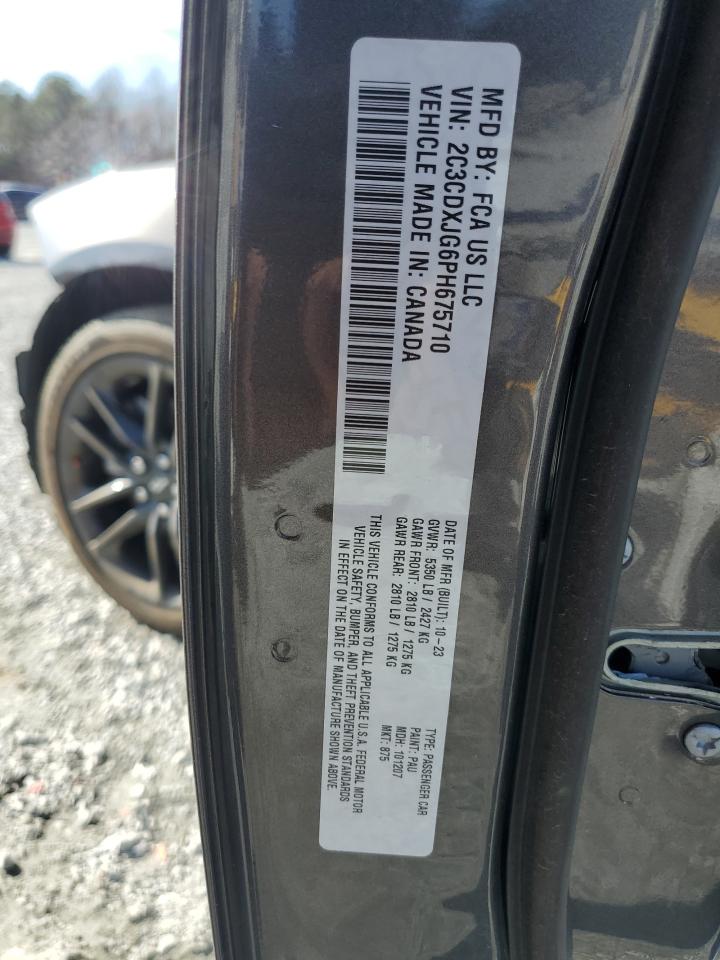 MFD BY: FCA US LLC
VIN: 2C3CDXJG6PH675710
VEHICLE MADE IN: CANADA
DATE OF MFR (BUILT): 10-23
GVWR: 5350 LB / 2427 KG
GAWR FRONT: 2810 LB / 1275 KG
GAWR REAR: 2810 LB / 1275 KG
THIS VEHICLE CONFORMS TO ALL APPLICABLE U.S.A. FEDERAL MOTOR
VEHICLE SAFETY, BUMPER, AND THEFT PREVENTION STANDARDS
IN EFFECT ON THE DATE OF MANUFACTURE SHOWN ABOVE.
TYPE: PASSENGER CAR
PAINT: PAU
MDH: 101207
MKT: 875